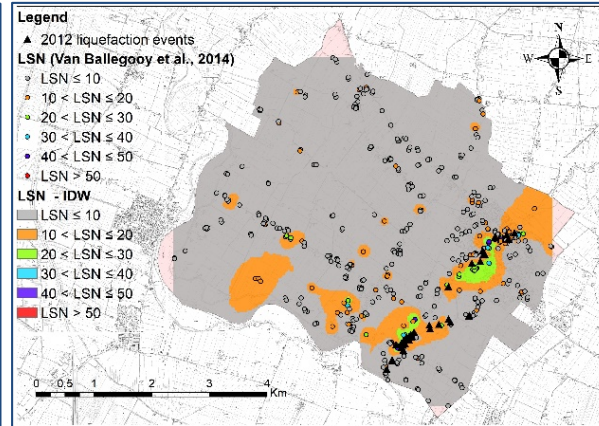 Legend
2012 liquefaction events
LSN (Van Ballegooy et al., 2014)
LSN ≤ 10
10 < LSN ≤ 20
20 < LSN ≤ 30
30 < LSN ≤ 40
40 < LSN ≤ 50
LSN > 50
LSN - IDW
LSN ≤ 10
10 < LSN ≤ 20
20 < LSN ≤ 30
30 < LSN ≤ 40
40 < LSN ≤ 50
LSN > 50
N
W E
S
0 0,5 1 2 3 4
Km